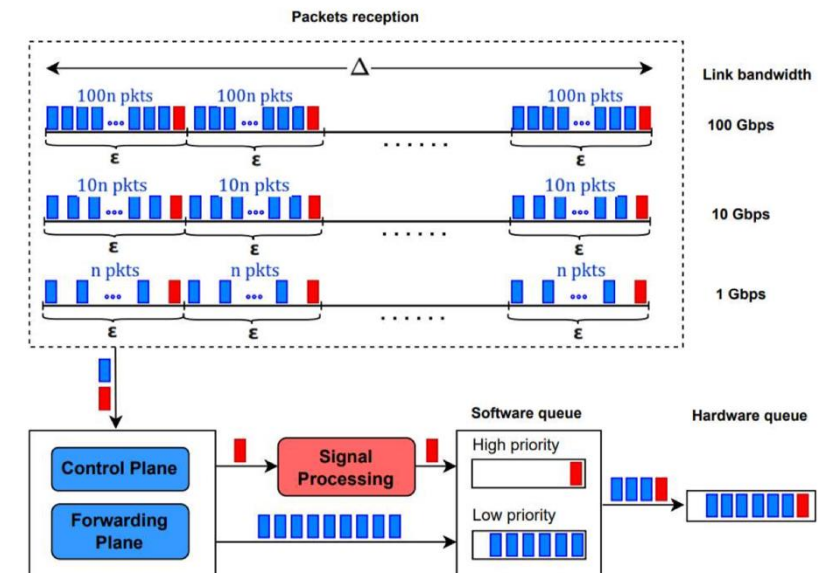 Packets reception
Δ
Link bandwidth
100n pkts 100n pkts 100n pkts
... ... ...
100 Gbps
ε ε ...... ε
10n pkts 10n pkts 10n pkts
... ... ...
10 Gbps
ε ε ...... ε
n pkts n pkts n pkts
... ... ...
1 Gbps
ε ε ...... ε
Software queue
Hardware queue
Control Plane
Signal
Processing
High priority
Forwarding
Plane
Low priority